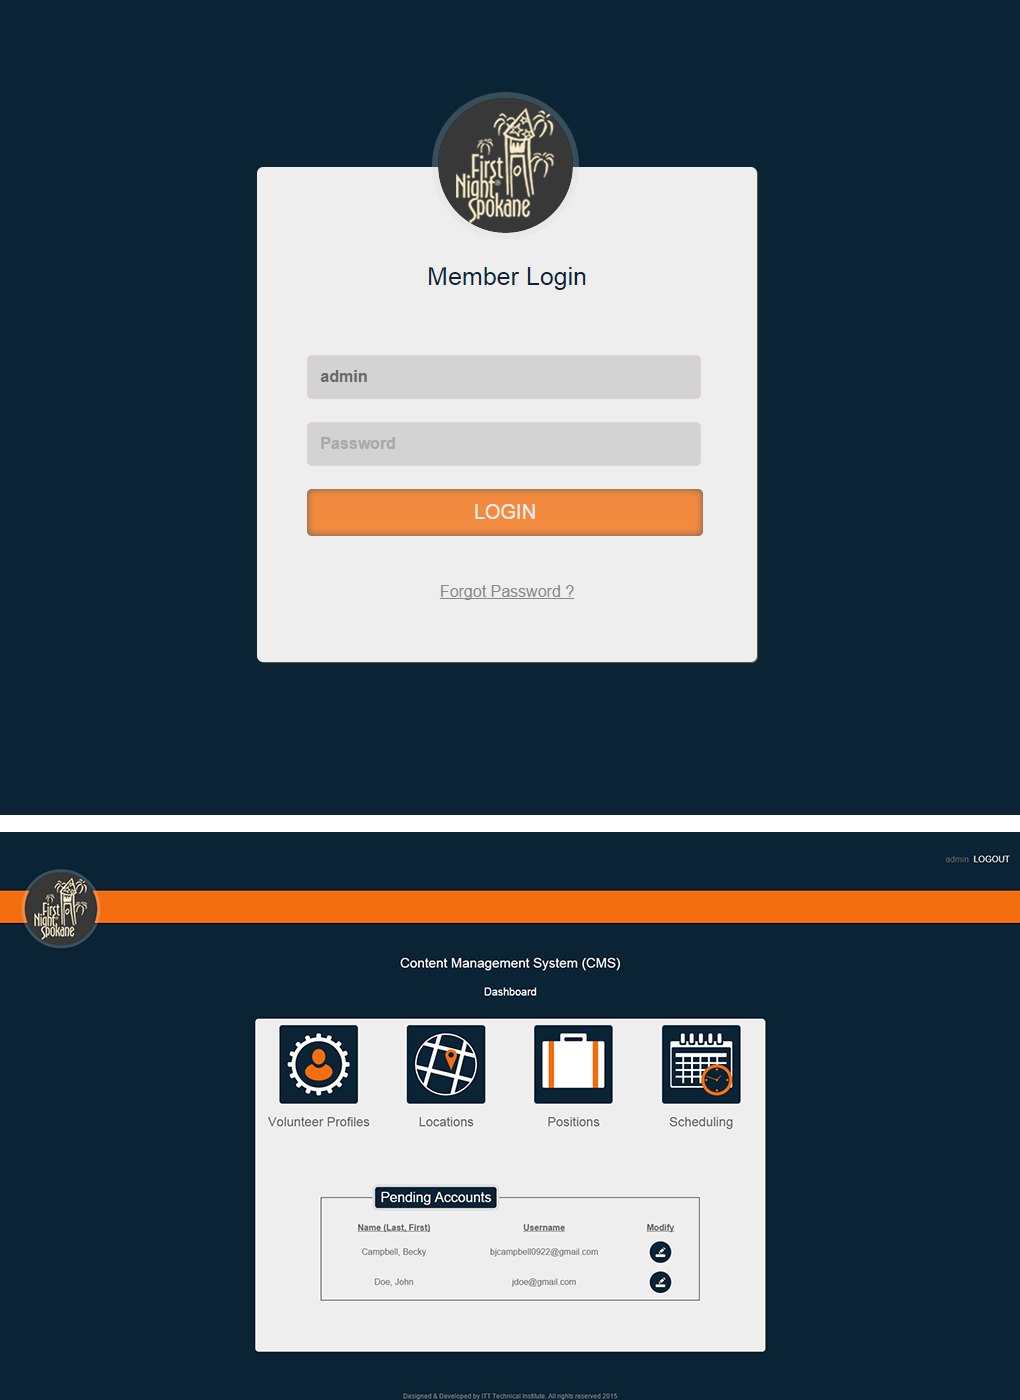 First
Night®
Spokane
Member Login
admin
Password
LOGIN
Forgot Password ?
admin LOGOUT
First
Night
Spokane
Content Management System (CMS)
Dashboard
Volunteer Profiles Locations Positions Scheduling
Pending Accounts
Name (Last, First) Username Modify
Campbell, Becky bjcampbell0922@gmail.com
Doe, John jdoe@gmail.com
Designed & Developed by ITT Technical Institute. All rights reserved 2015